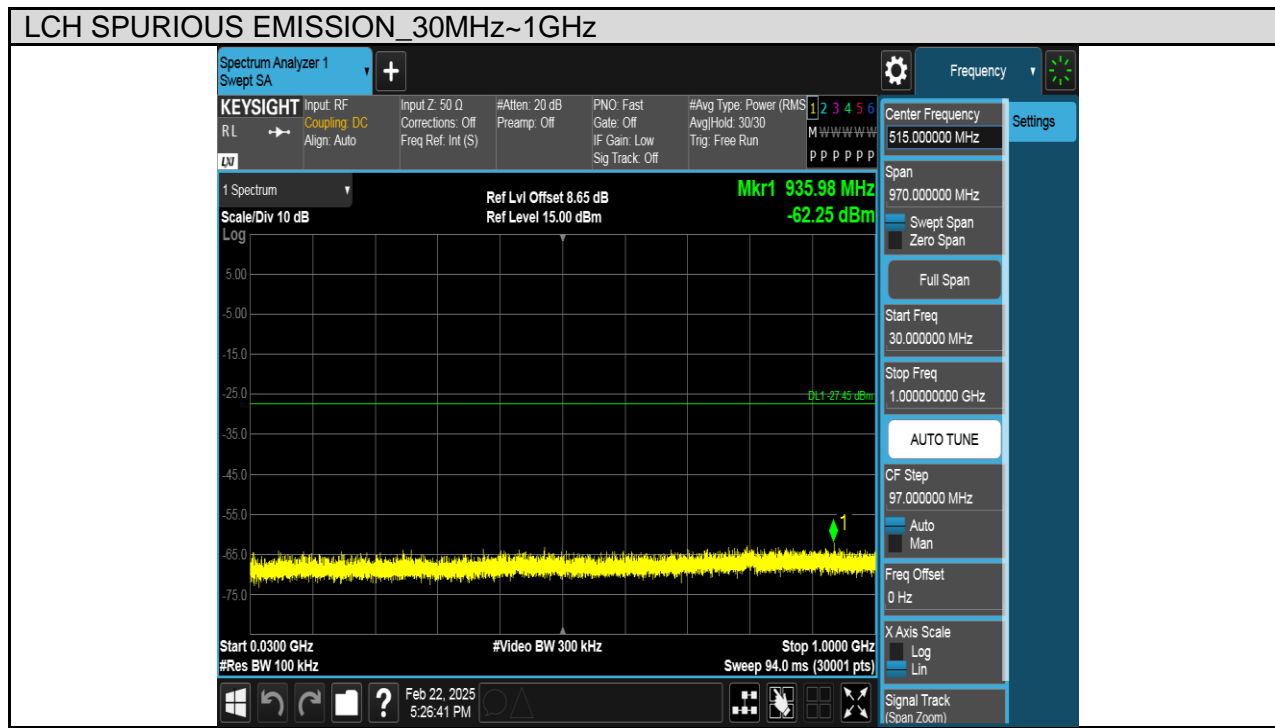 LCH SPURIOUS EMISSION_30MHz~1GHz
Spectrum Analyzer 1
Swept SA
+
Frequency
KEYSIGHT
RL
LXI
Input: RF
Coupling: DC
Align: Auto
Input Z: 50 Ω
Corrections: Off
Freq Ref: Int (S)
#Atten: 20 dB
Preamp: Off
PNO: Fast
Gate: Off
IF Gain: Low
Sig Track: Off
#Avg Type: Power (RMS
Avg|Hold: 30/30
Trig: Free Run
1 2 3 4 5 6
M W W W W W
P P P P P P
1 Spectrum
Scale/Div 10 dB
Log
Ref Lvl Offset 8.65 dB
Ref Level 15.00 dBm
Mkr1 935.98 MHz
-62.25 dBm
5.00
-5.00
-15.0
-25.0
DL1 -27.45 dBm
-35.0
-45.0
-55.0
1
-65.0
-75.0
Start 0.0300 GHz
#Res BW 100 kHz
#Video BW 300 kHz
Stop 1.0000 GHz
Sweep 94.0 ms (30001 pts)
?
Feb 22, 2025
5:26:41 PM
Center Frequency
515.000000 MHz
Settings
Span
970.000000 MHz
Swept Span
Zero Span
Full Span
Start Freq
30.000000 MHz
Stop Freq
1.000000000 GHz
AUTO TUNE
CF Step
97.000000 MHz
Auto
Man
Freq Offset
0 Hz
X Axis Scale
Log
Lin
Signal Track
(Span Zoom)